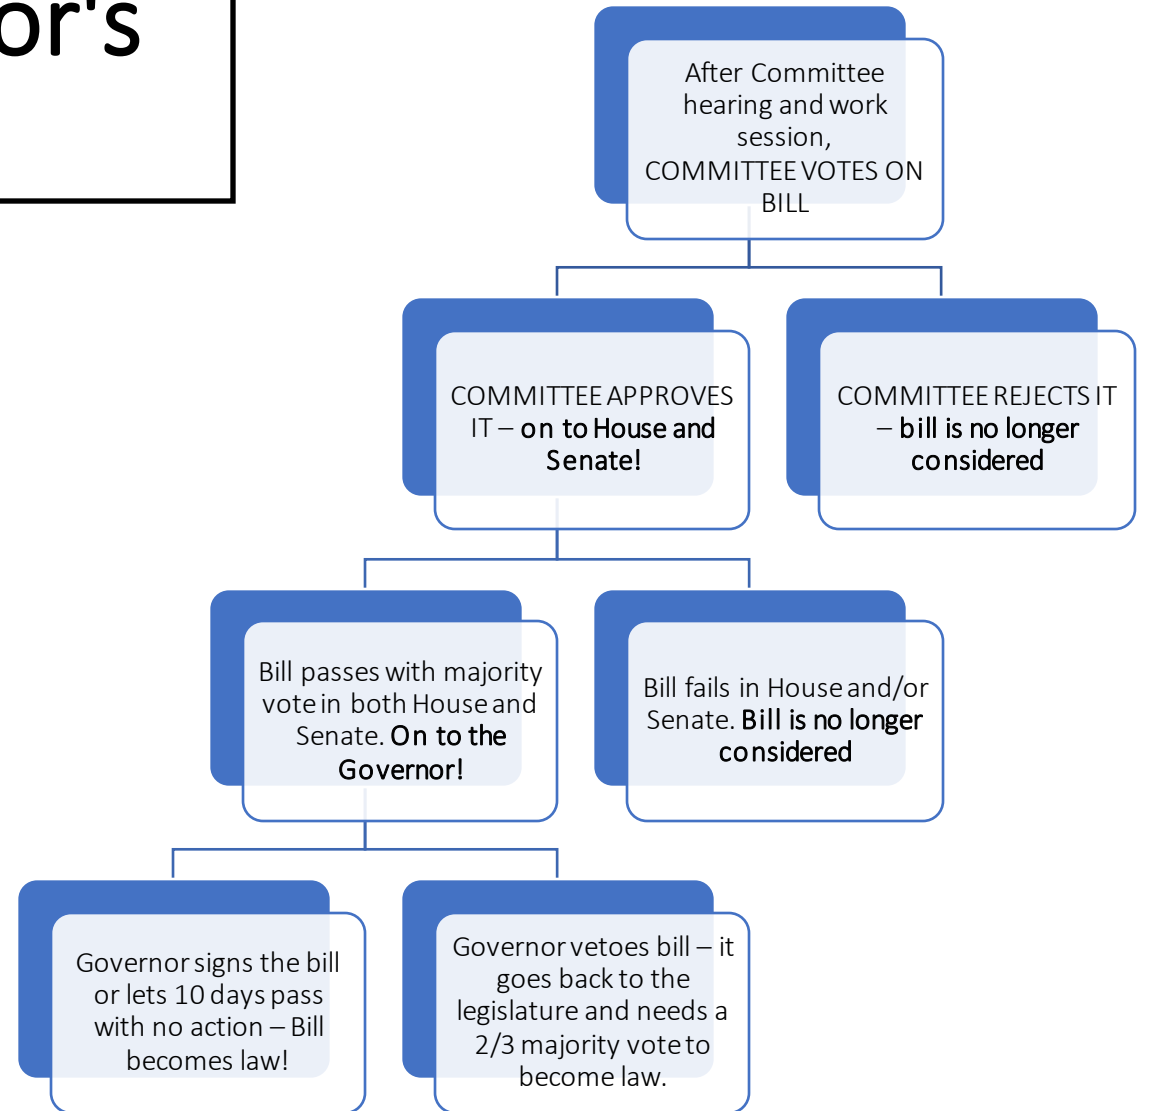 or's
After Committee
hearing and work
session,
COMMITTEE VOTES ON
BILL
COMMITTEE APPROVES
IT – on to House and
Senate!
COMMITTEE REJECTS IT
– bill is no longer
considered
Bill passes with majority
vote in both House and
Senate. On to the
Governor!
Bill fails in House and/or
Senate. Bill is no longer
considered
Governor signs the bill
or lets 10 days pass
with no action – Bill
becomes law!
Governor vetoes bill – it
goes back to the
legislature and needs a
2/3 majority vote to
become law.